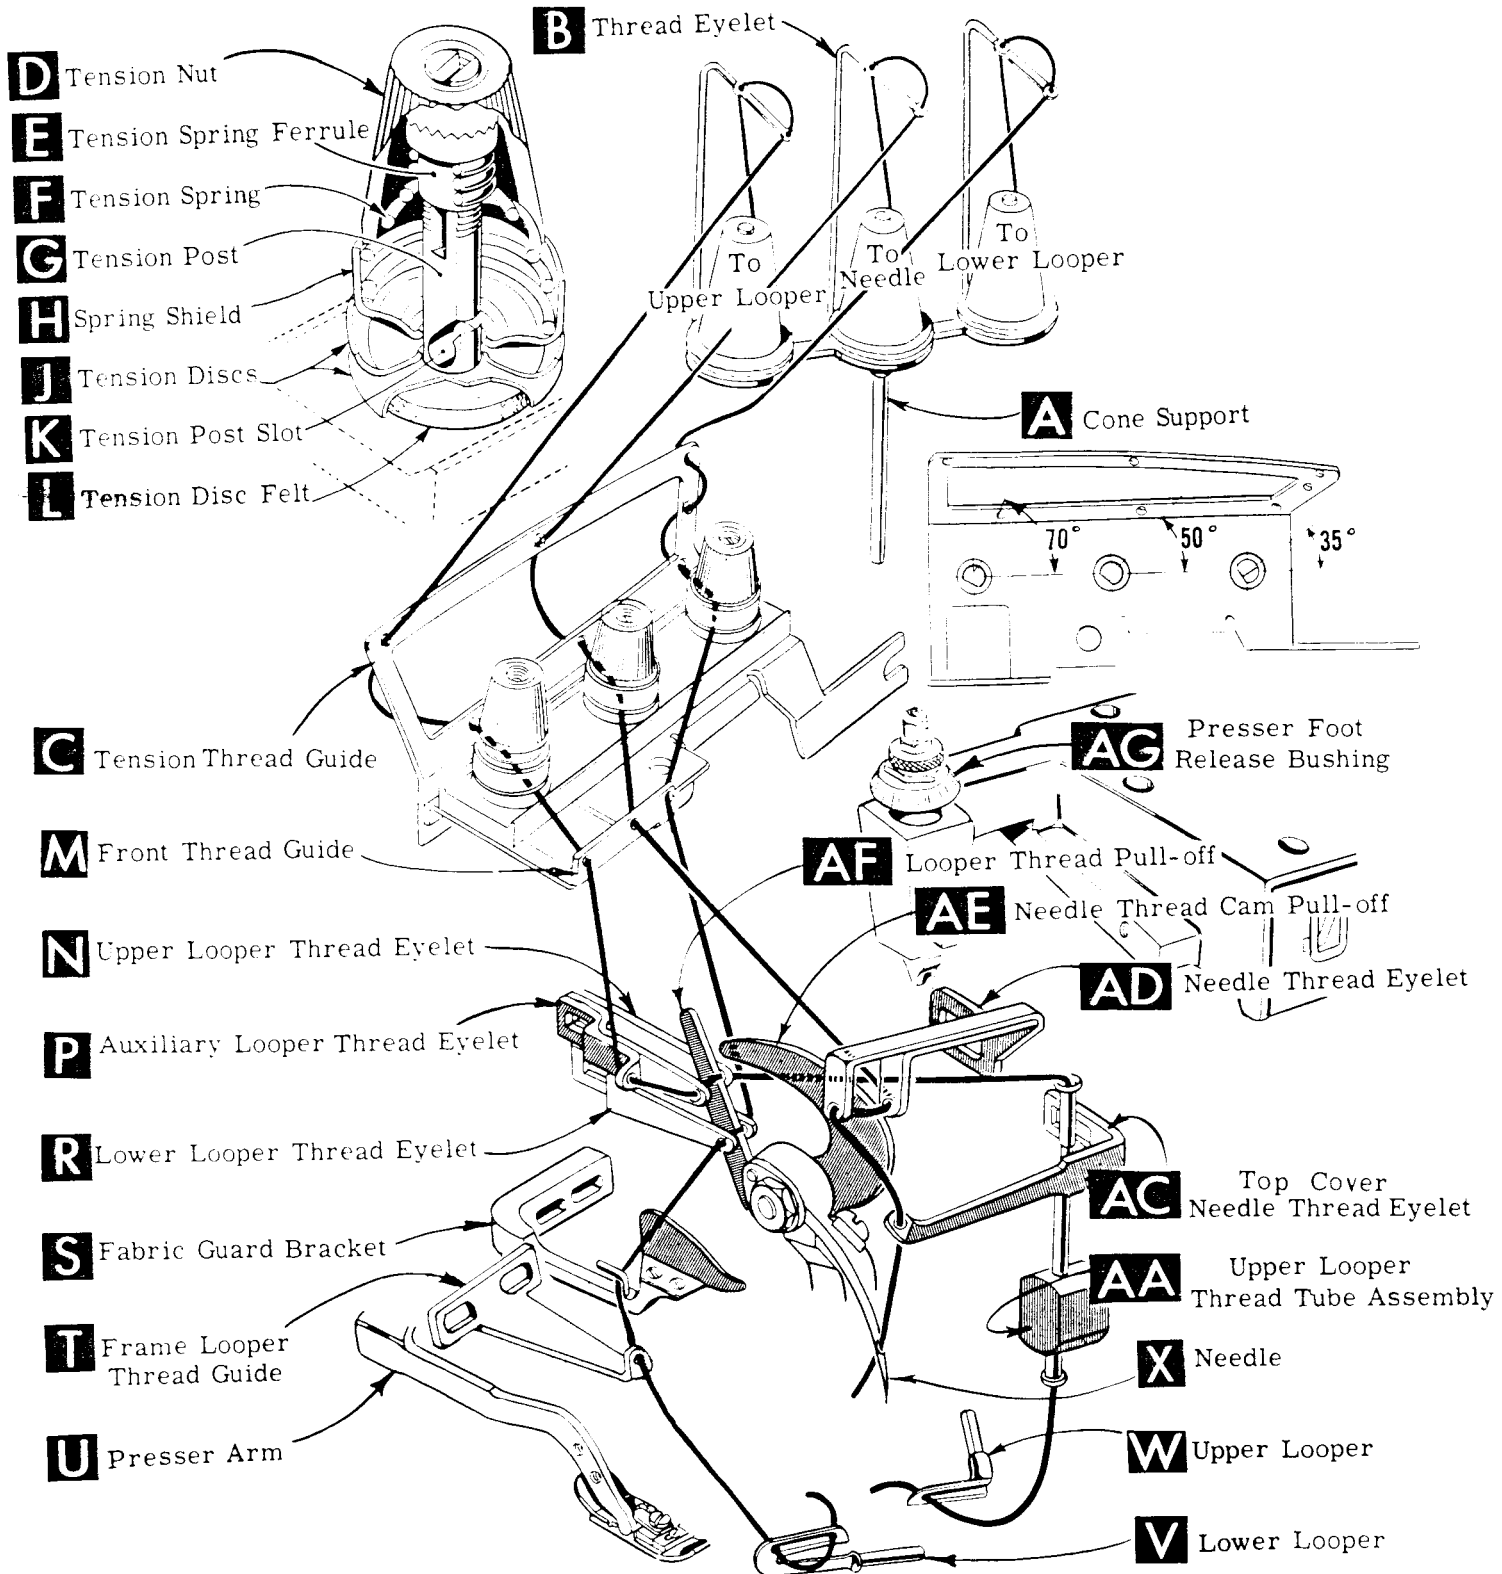 B Thread Eyelet
D Tension Nut
E Tension Spring Ferrule
F Tension Spring
G Tension Post
H Spring Shield
J Tension Discs
K Tension Post Slot
L Tension Disc Felt
To
Upper Looper
To
Needle
To
Lower Looper
A Cone Support
70°
50°
35°
C Tension Thread Guide
AG Presser Foot
Release Bushing
M Front Thread Guide
AF Looper Thread Pull-off
AE Needle Thread Cam Pull-off
N Upper Looper Thread Eyelet
AD Needle Thread Eyelet
P Auxiliary Looper Thread Eyelet
R Lower Looper Thread Eyelet
AC Top Cover
Needle Thread Eyelet
S Fabric Guard Bracket
AA Upper Looper
Thread Tube Assembly
T Frame Looper
Thread Guide
X Needle
U Presser Arm
W Upper Looper
V Lower Looper